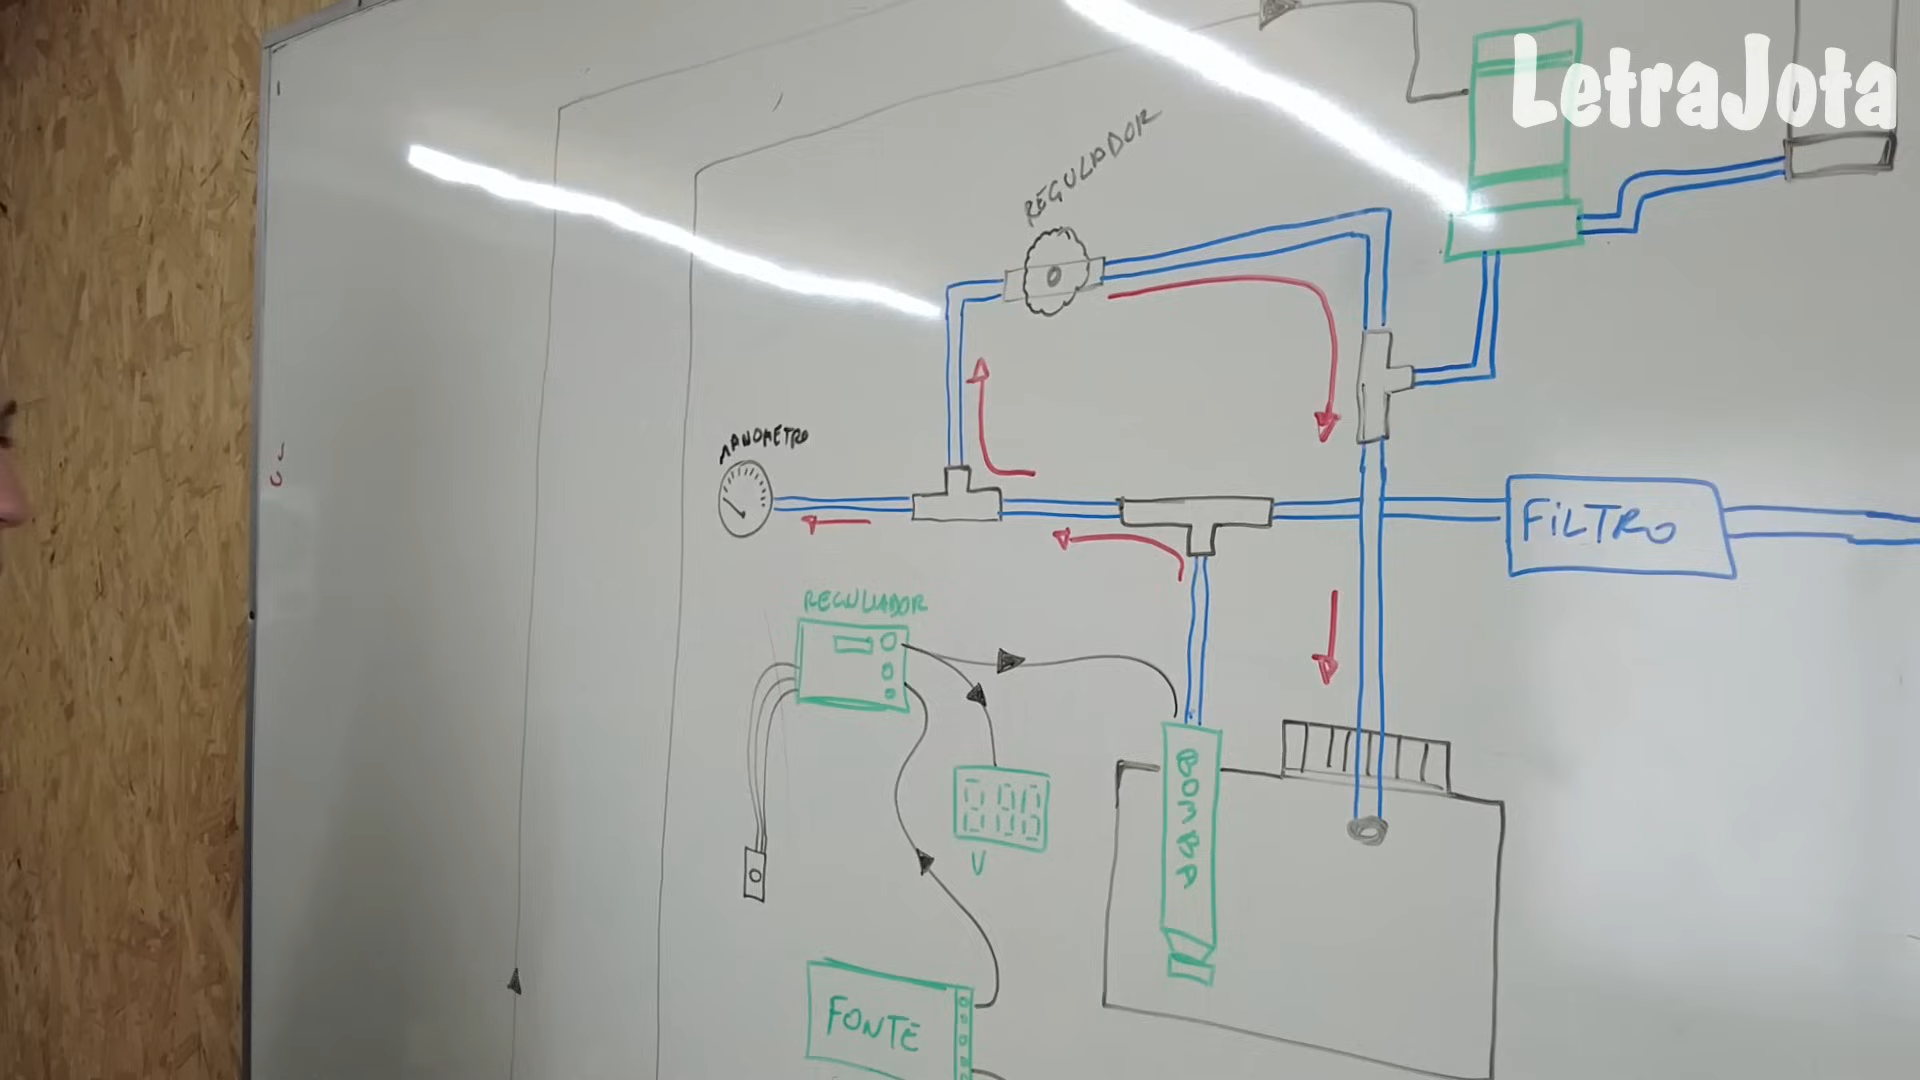 LetraJota
REGULADOR
MANOMETRO
FILTRO
REGULADOR
BOMBA
V
FONTE